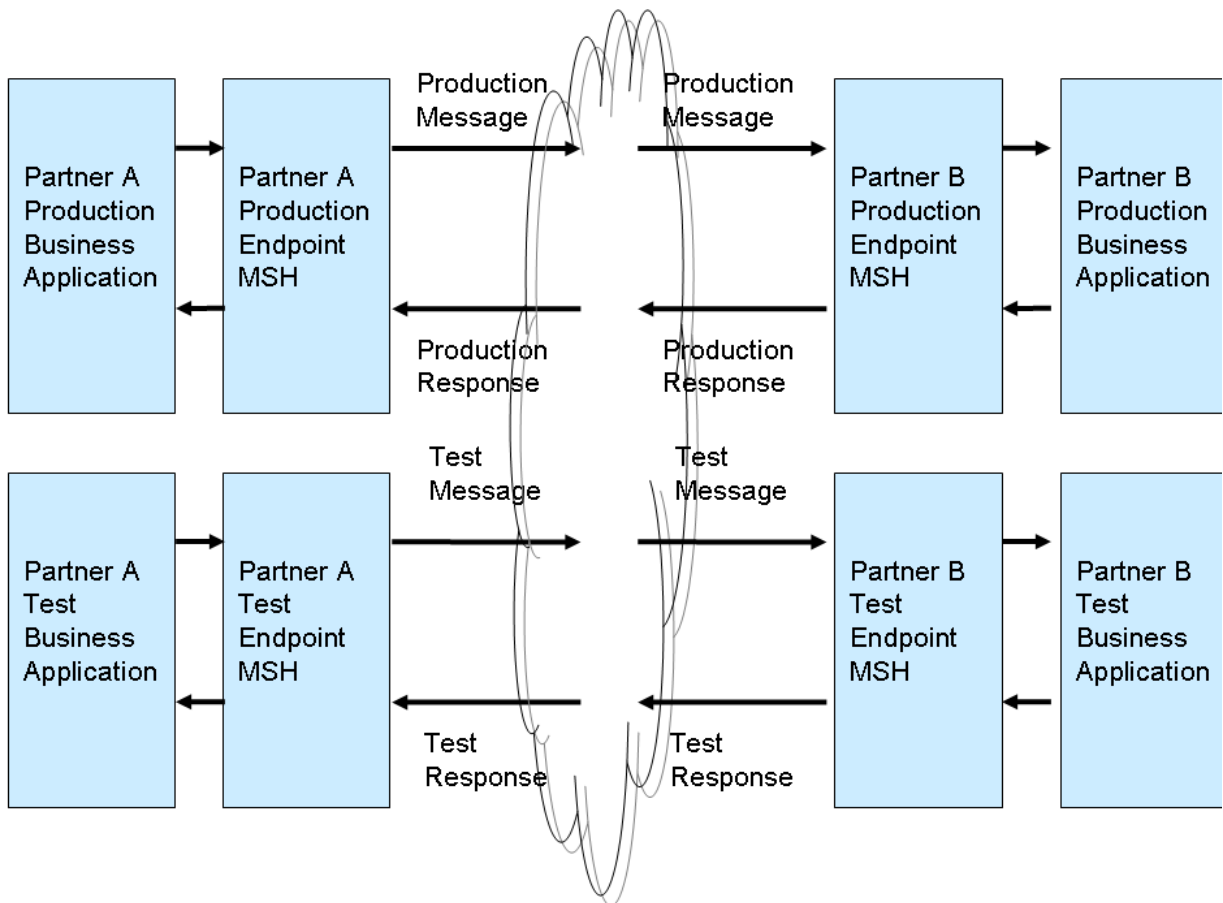 Production
Message
Production
Message
Partner A
Production
Business
Application
Partner A
Production
Endpoint
MSH
Partner B
Production
Endpoint
MSH
Partner B
Production
Business
Application
Production
Response
Production
Response
Test
Message
Test
Message
Partner A
Test
Business
Application
Partner A
Test
Endpoint
MSH
Partner B
Test
Endpoint
MSH
Partner B
Test
Business
Application
Test
Response
Test
Response